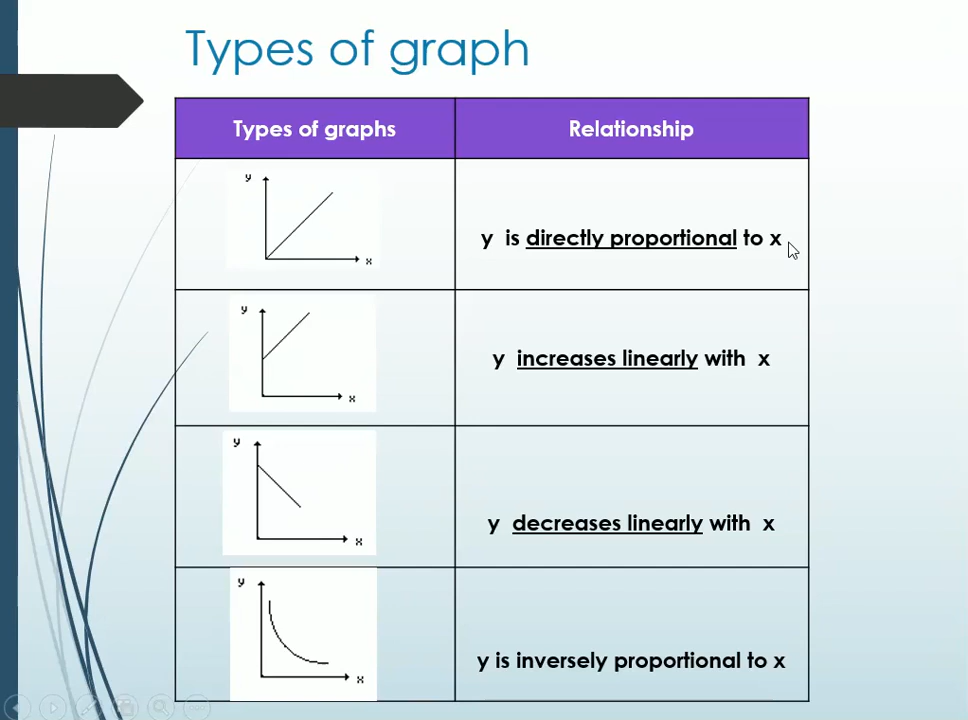 Types of graph
Types of graphs
Relationship
y
x
y is directly proportional to x
y
x
y increases linearly with x
y
x
y decreases linearly with x
y
x
y is inversely proportional to x